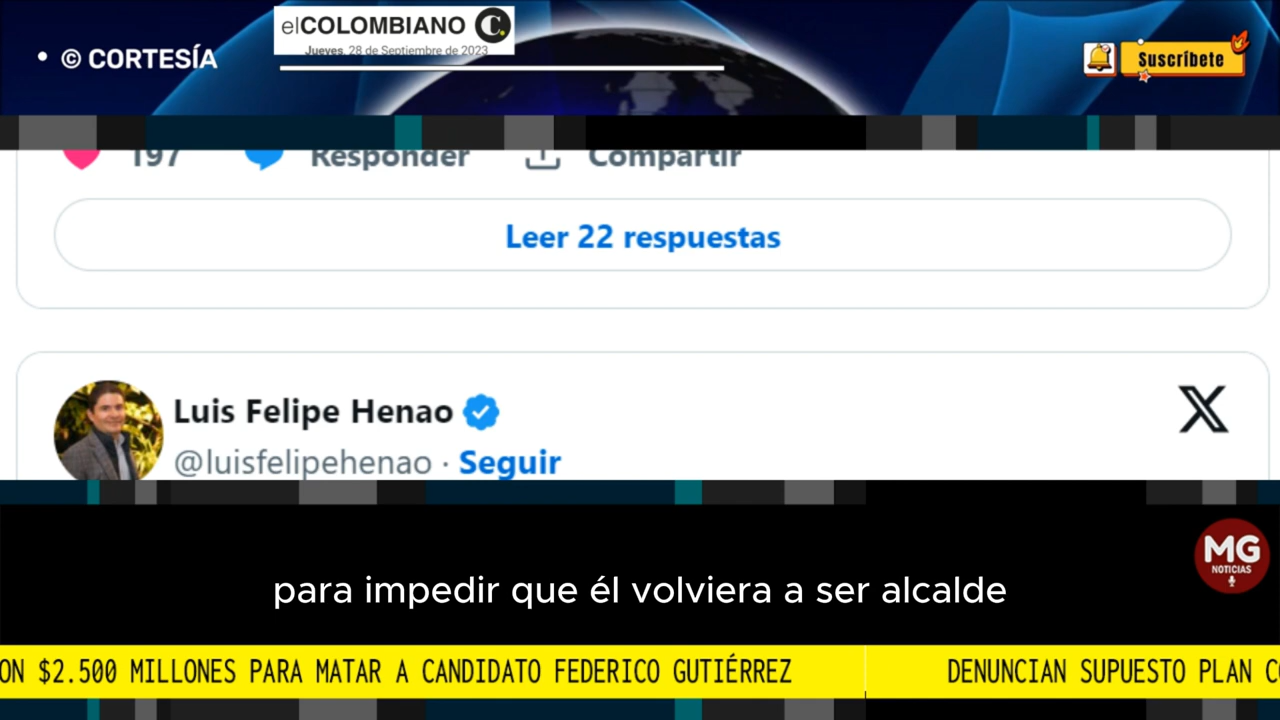 elCOLOMBIANO C.
Jueves, 28 de Septiembre de 2023
• © CORTESÍA
Suscríbete
197 Responder Compartir
Leer 22 respuestas
Luis Felipe Henao
@luisfelipehenao · Seguir
MG
NOTICIAS
para impedir que él volviera a ser alcalde
ON $2.500 MILLONES PARA MATAR A CANDIDATO FEDERICO GUTIÉRREZ DENUNCIAN SUPUESTO PLAN C